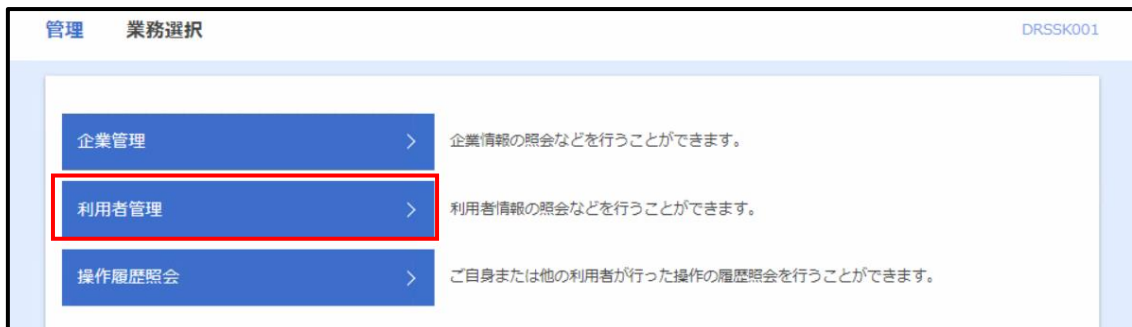 管理 業務選択 DRSSK001
企業管理 企業情報の照会などを行うことができます。
利用者管理 利用者情報の照会などを行うことができます。
操作履歴照会 ご自身または他の利用者が行った操作の履歴照会を行うことができます。